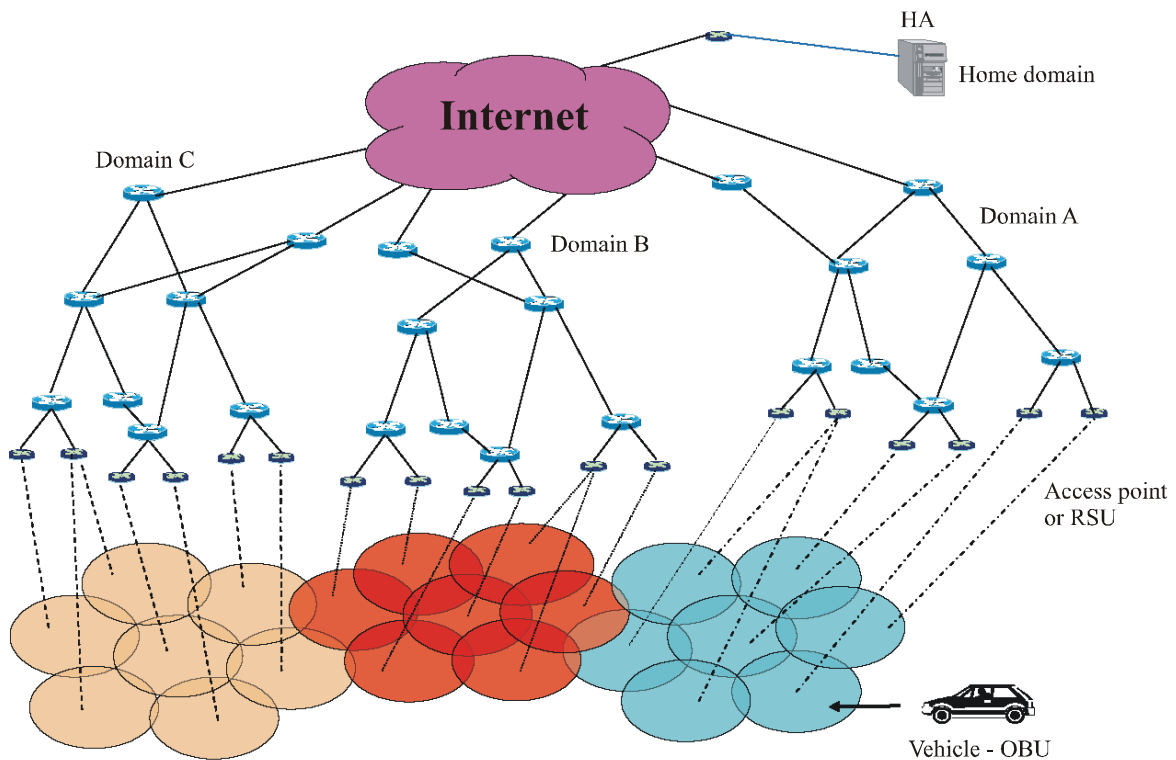 HA
Home domain
Internet
Domain C
Domain A
Domain B
Access point
or RSU
Vehicle - OBU